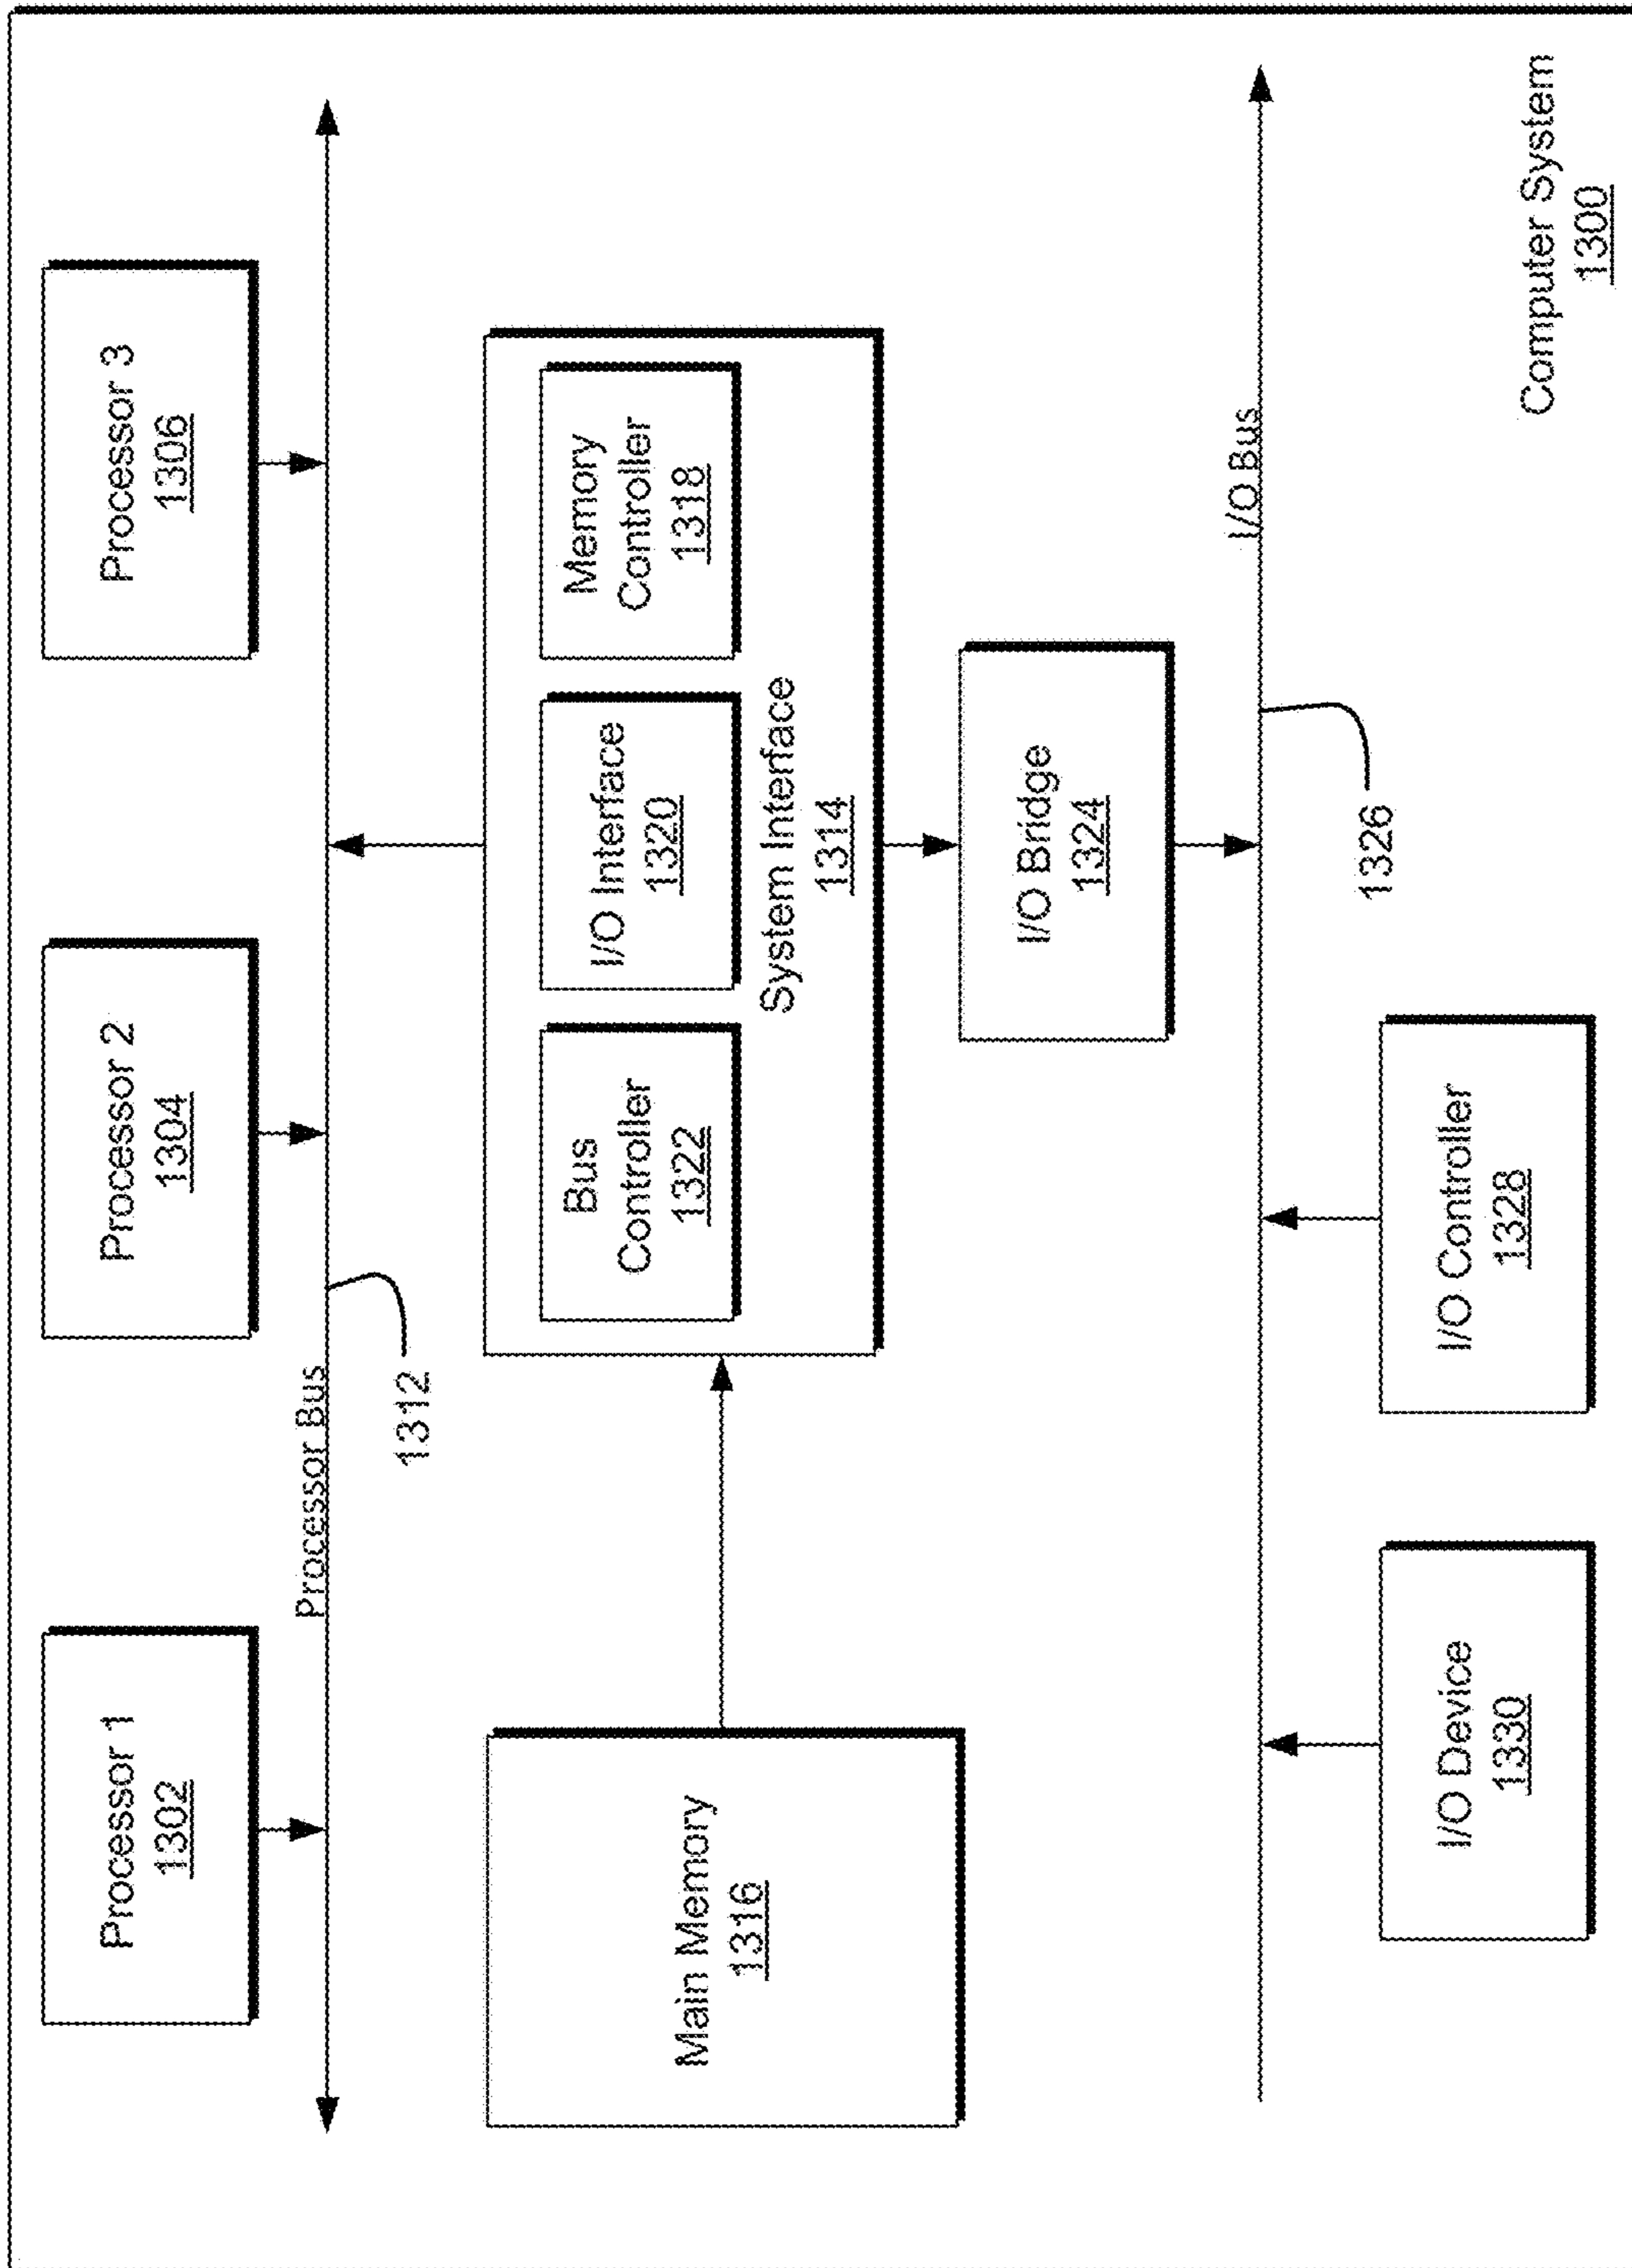 Processor 1
1302
Processor 2
1304
Processor 3
1306
Processor Bus
1312
Main Memory
1316
Bus
Controller
1322
I/O Interface
1320
Memory
Controller
1318
System Interface
1314
I/O Bridge
1324
I/O Bus
1326
I/O Device
1330
I/O Controller
1328
Computer System
1300